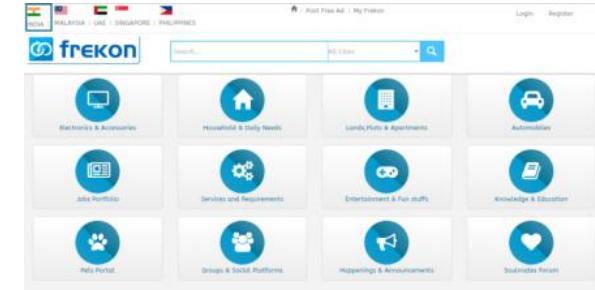 Post Free Ad | My Frekon
Login Register
INDIA | MALAYSIA | UAE | SINGAPORE | PHILIPPINES
frekon
Search...
All Cities
Electronics & Accessories
Household & Daily Needs
Lands, Plots & Apartments
Automobiles
Jobs Portfolio
Services and Requirements
Entertainment & Fun stuffs
Knowledge & Education
Pets Portal
Groups & Social Platforms
Happenings & Announcements
Soulmates Forum